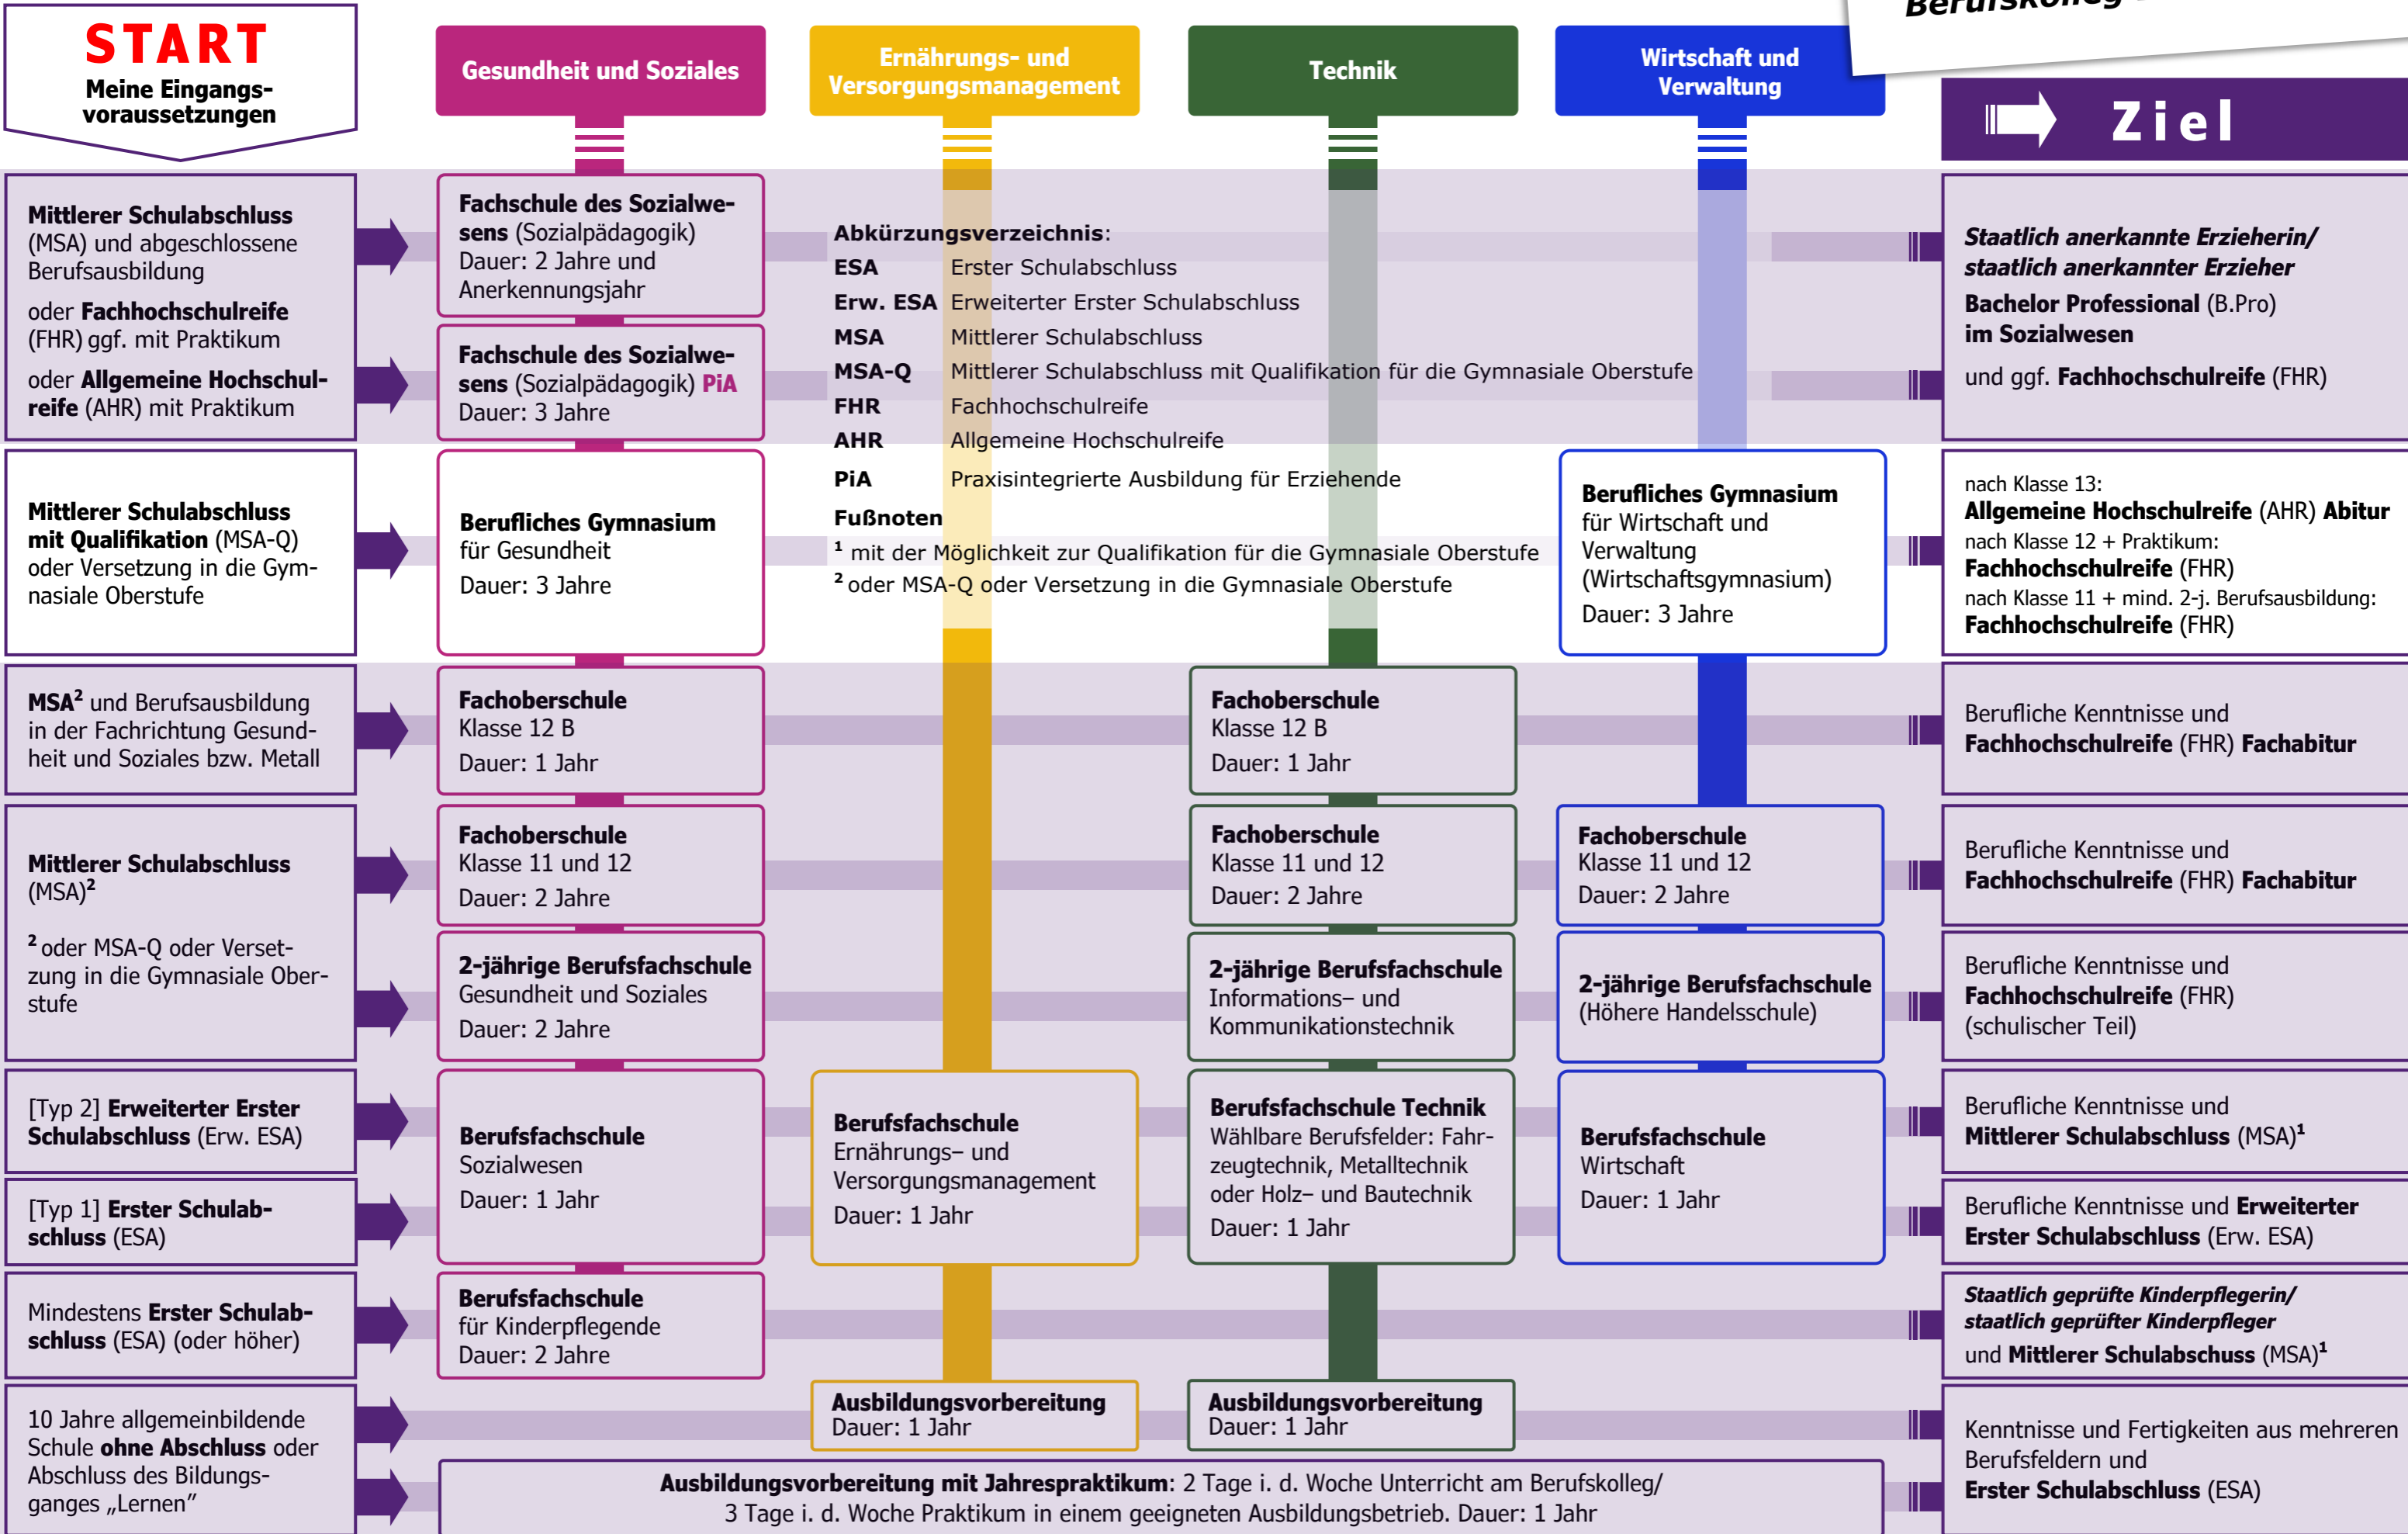 Berufskolleg
START
Meine Eingangs-
voraussetzungen
Gesundheit und Soziales
Ernährungs- und
Versorgungsmanagement
Technik
Wirtschaft und
Verwaltung
Ziel
Mittlerer Schulabschluss
(MSA) und abgeschlossene
Berufsausbildung
oder Fachhochschulreife
(FHR) ggf. mit Praktikum
oder Allgemeine Hochschul-
reife (AHR) mit Praktikum
Fachschule des Sozialwe-
sens (Sozialpädagogik)
Dauer: 2 Jahre und
Anerkennungsjahr
Fachschule des Sozialwe-
sens (Sozialpädagogik) PiA
Dauer: 3 Jahre
Abkürzungsverzeichnis:
ESA Erster Schulabschluss
Erw. ESA Erweiterter Erster Schulabschluss
MSA Mittlerer Schulabschluss
MSA-Q Mittlerer Schulabschluss mit Qualifikation für die Gymnasiale Oberstufe
FHR Fachhochschulreife
AHR Allgemeine Hochschulreife
PiA Praxisintegrierte Ausbildung für Erziehende
Fußnoten
¹ mit der Möglichkeit zur Qualifikation für die Gymnasiale Oberstufe
² oder MSA-Q oder Versetzung in die Gymnasiale Oberstufe
Staatlich anerkannte Erzieherin/
staatlich anerkannter Erzieher
Bachelor Professional (B.Pro)
im Sozialwesen
und ggf. Fachhochschulreife (FHR)
Mittlerer Schulabschluss
mit Qualifikation (MSA-Q)
oder Versetzung in die Gym-
nasiale Oberstufe
Berufliches Gymnasium
für Gesundheit
Dauer: 3 Jahre
Berufliches Gymnasium
für Wirtschaft und
Verwaltung
(Wirtschaftsgymnasium)
Dauer: 3 Jahre
nach Klasse 13:
Allgemeine Hochschulreife (AHR) Abitur
nach Klasse 12 + Praktikum:
Fachhochschulreife (FHR)
nach Klasse 11 + mind. 2-j. Berufsausbildung:
Fachhochschulreife (FHR)
MSA² und Berufsausbildung
in der Fachrichtung Gesund-
heit und Soziales bzw. Metall
Fachoberschule
Klasse 12 B
Dauer: 1 Jahr
Fachoberschule
Klasse 12 B
Dauer: 1 Jahr
Berufliche Kenntnisse und
Fachhochschulreife (FHR) Fachabitur
Mittlerer Schulabschluss
(MSA)²
² oder MSA-Q oder Verset-
zung in die Gymnasiale Ober-
stufe
Fachoberschule
Klasse 11 und 12
Dauer: 2 Jahre
Fachoberschule
Klasse 11 und 12
Dauer: 2 Jahre
Fachoberschule
Klasse 11 und 12
Dauer: 2 Jahre
Berufliche Kenntnisse und
Fachhochschulreife (FHR) Fachabitur
2-jährige Berufsfachschule
Gesundheit und Soziales
Dauer: 2 Jahre
2-jährige Berufsfachschule
Informations– und
Kommunikationstechnik
2-jährige Berufsfachschule
(Höhere Handelsschule)
Berufliche Kenntnisse und
Fachhochschulreife (FHR)
(schulischer Teil)
[Typ 2] Erweiterter Erster
Schulabschluss (Erw. ESA)
[Typ 1] Erster Schulab-
schluss (ESA)
Berufsfachschule
Sozialwesen
Dauer: 1 Jahr
Berufsfachschule
Ernährungs– und
Versorgungsmanagement
Dauer: 1 Jahr
Berufsfachschule Technik
Wählbare Berufsfelder: Fahr-
zeugtechnik, Metalltechnik
oder Holz– und Bautechnik
Dauer: 1 Jahr
Berufsfachschule
Wirtschaft
Dauer: 1 Jahr
Berufliche Kenntnisse und
Mittlerer Schulabschluss (MSA)¹
Berufliche Kenntnisse und Erweiterter
Erster Schulabschluss (Erw. ESA)
Mindestens Erster Schulab-
schluss (ESA) (oder höher)
Berufsfachschule
für Kinderpflegende
Dauer: 2 Jahre
Staatlich geprüfte Kinderpflegerin/
staatlich geprüfter Kinderpfleger
und Mittlerer Schulabschuss (MSA)¹
10 Jahre allgemeinbildende
Schule ohne Abschluss oder
Abschluss des Bildungs-
ganges „Lernen”
Ausbildungsvorbereitung
Dauer: 1 Jahr
Ausbildungsvorbereitung
Dauer: 1 Jahr
Ausbildungsvorbereitung mit Jahrespraktikum: 2 Tage i. d. Woche Unterricht am Berufskolleg/
3 Tage i. d. Woche Praktikum in einem geeigneten Ausbildungsbetrieb. Dauer: 1 Jahr
Kenntnisse und Fertigkeiten aus mehreren
Berufsfeldern und
Erster Schulabschluss (ESA)